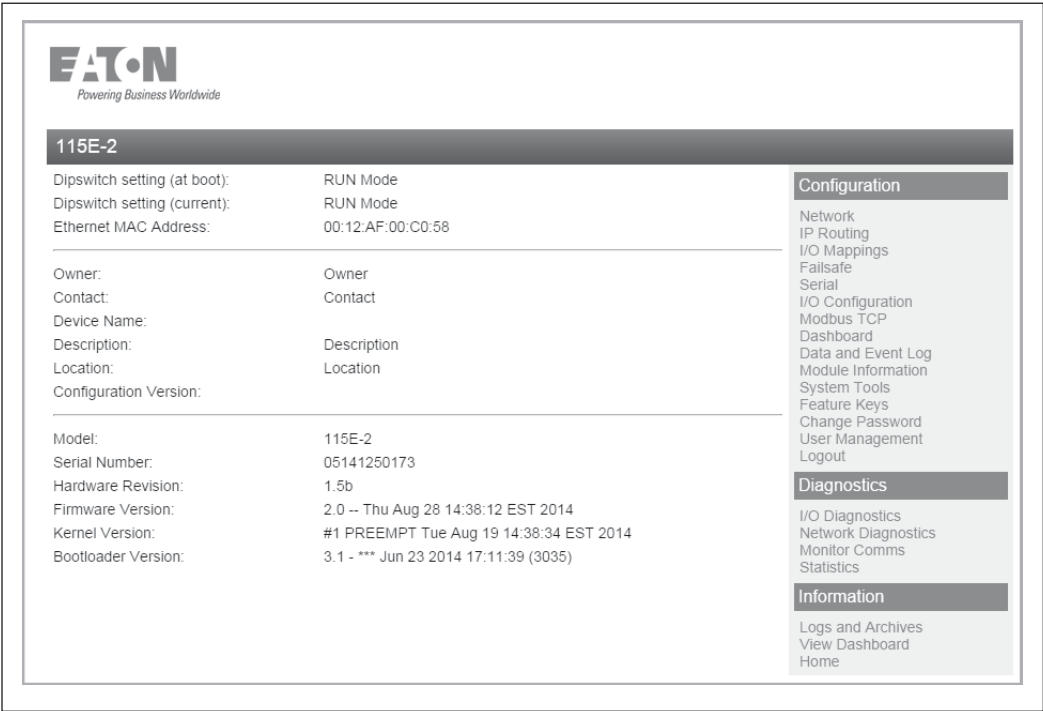 EATON
Powering Business Worldwide
115E-2
Dipswitch setting (at boot): RUN Mode
Dipswitch setting (current): RUN Mode
Ethernet MAC Address: 00:12:AF:00:C0:58
Owner: Owner
Contact: Contact
Device Name:
Description: Description
Location: Location
Configuration Version:
Model: 115E-2
Serial Number: 05141250173
Hardware Revision: 1.5b
Firmware Version: 2.0 -- Thu Aug 28 14:38:12 EST 2014
Kernel Version: #1 PREEMPT Tue Aug 19 14:38:34 EST 2014
Bootloader Version: 3.1 - *** Jun 23 2014 17:11:39 (3035)
Configuration
Network
IP Routing
I/O Mappings
Failsafe
Serial
I/O Configuration
Modbus TCP
Dashboard
Data and Event Log
Module Information
System Tools
Feature Keys
Change Password
User Management
Logout
Diagnostics
I/O Diagnostics
Network Diagnostics
Monitor Comms
Statistics
Information
Logs and Archives
View Dashboard
Home